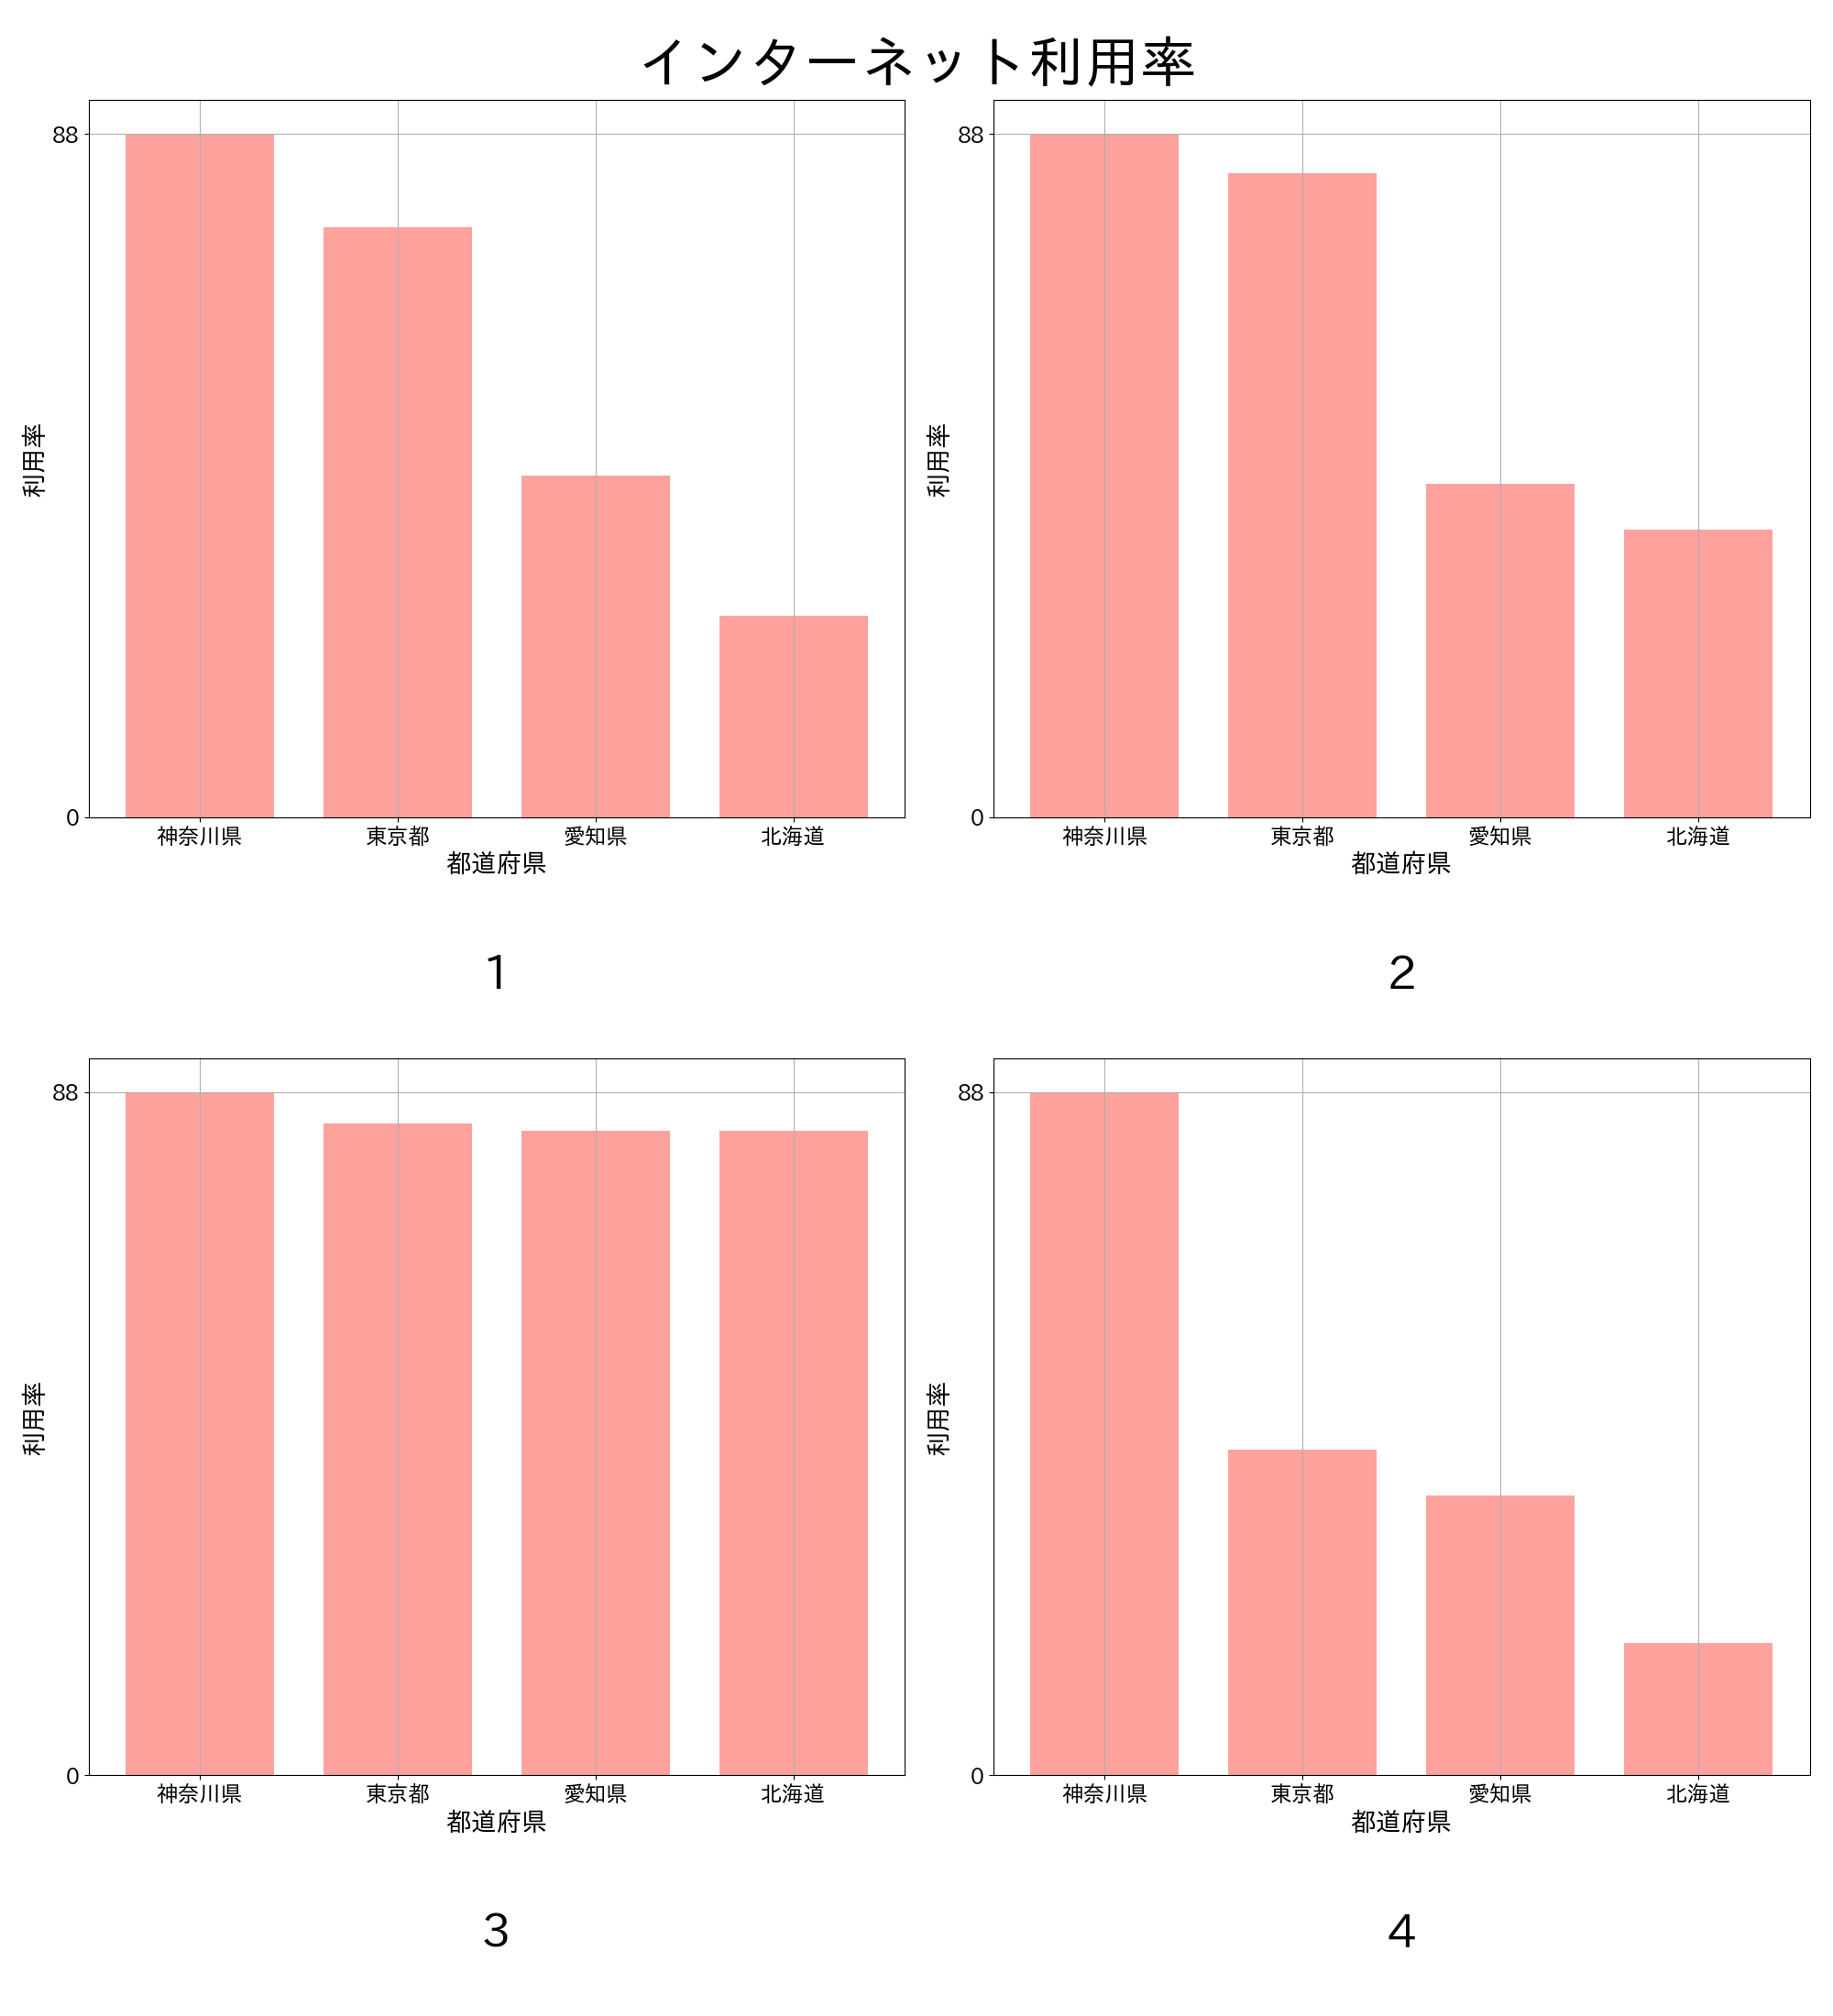 インターネット利用率
88
0
利用率
神奈川県 東京都 愛知県 北海道
都道府県
1
88
0
利用率
神奈川県 東京都 愛知県 北海道
都道府県
2
88
0
利用率
神奈川県 東京都 愛知県 北海道
都道府県
3
88
0
利用率
神奈川県 東京都 愛知県 北海道
都道府県
4